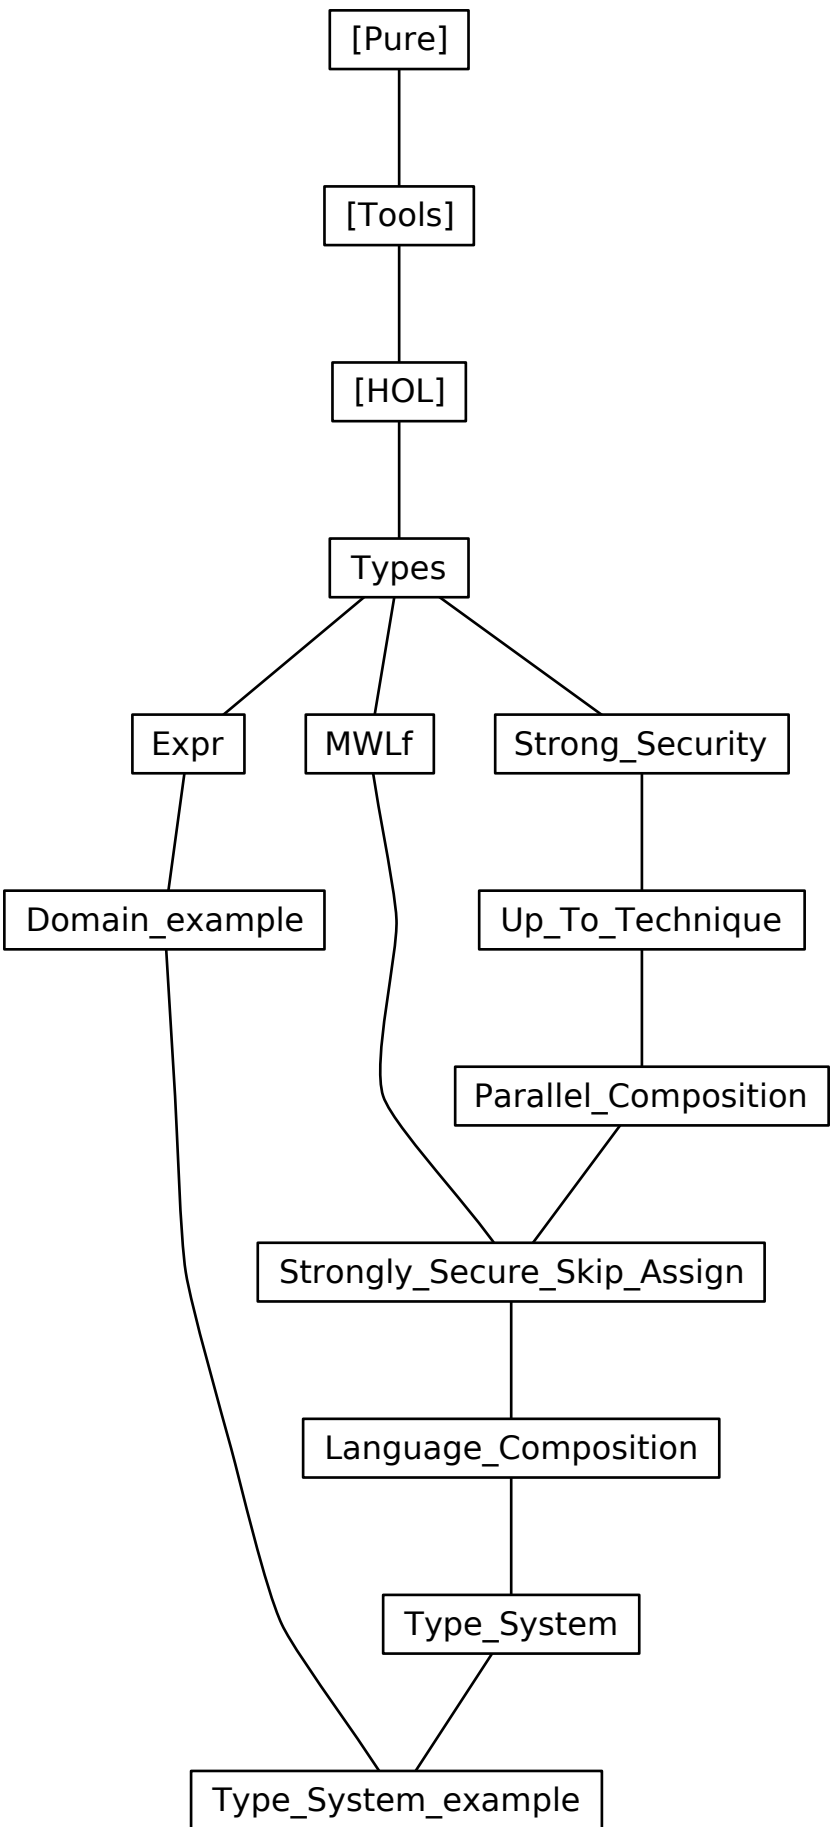 [Pure]
[Tools]
[HOL]
Types
Expr
MWLf
Strong_Security
Domain_example
Up_To_Technique
Parallel_Composition
Strongly_Secure_Skip_Assign
Language_Composition
Type_System
Type_System_example